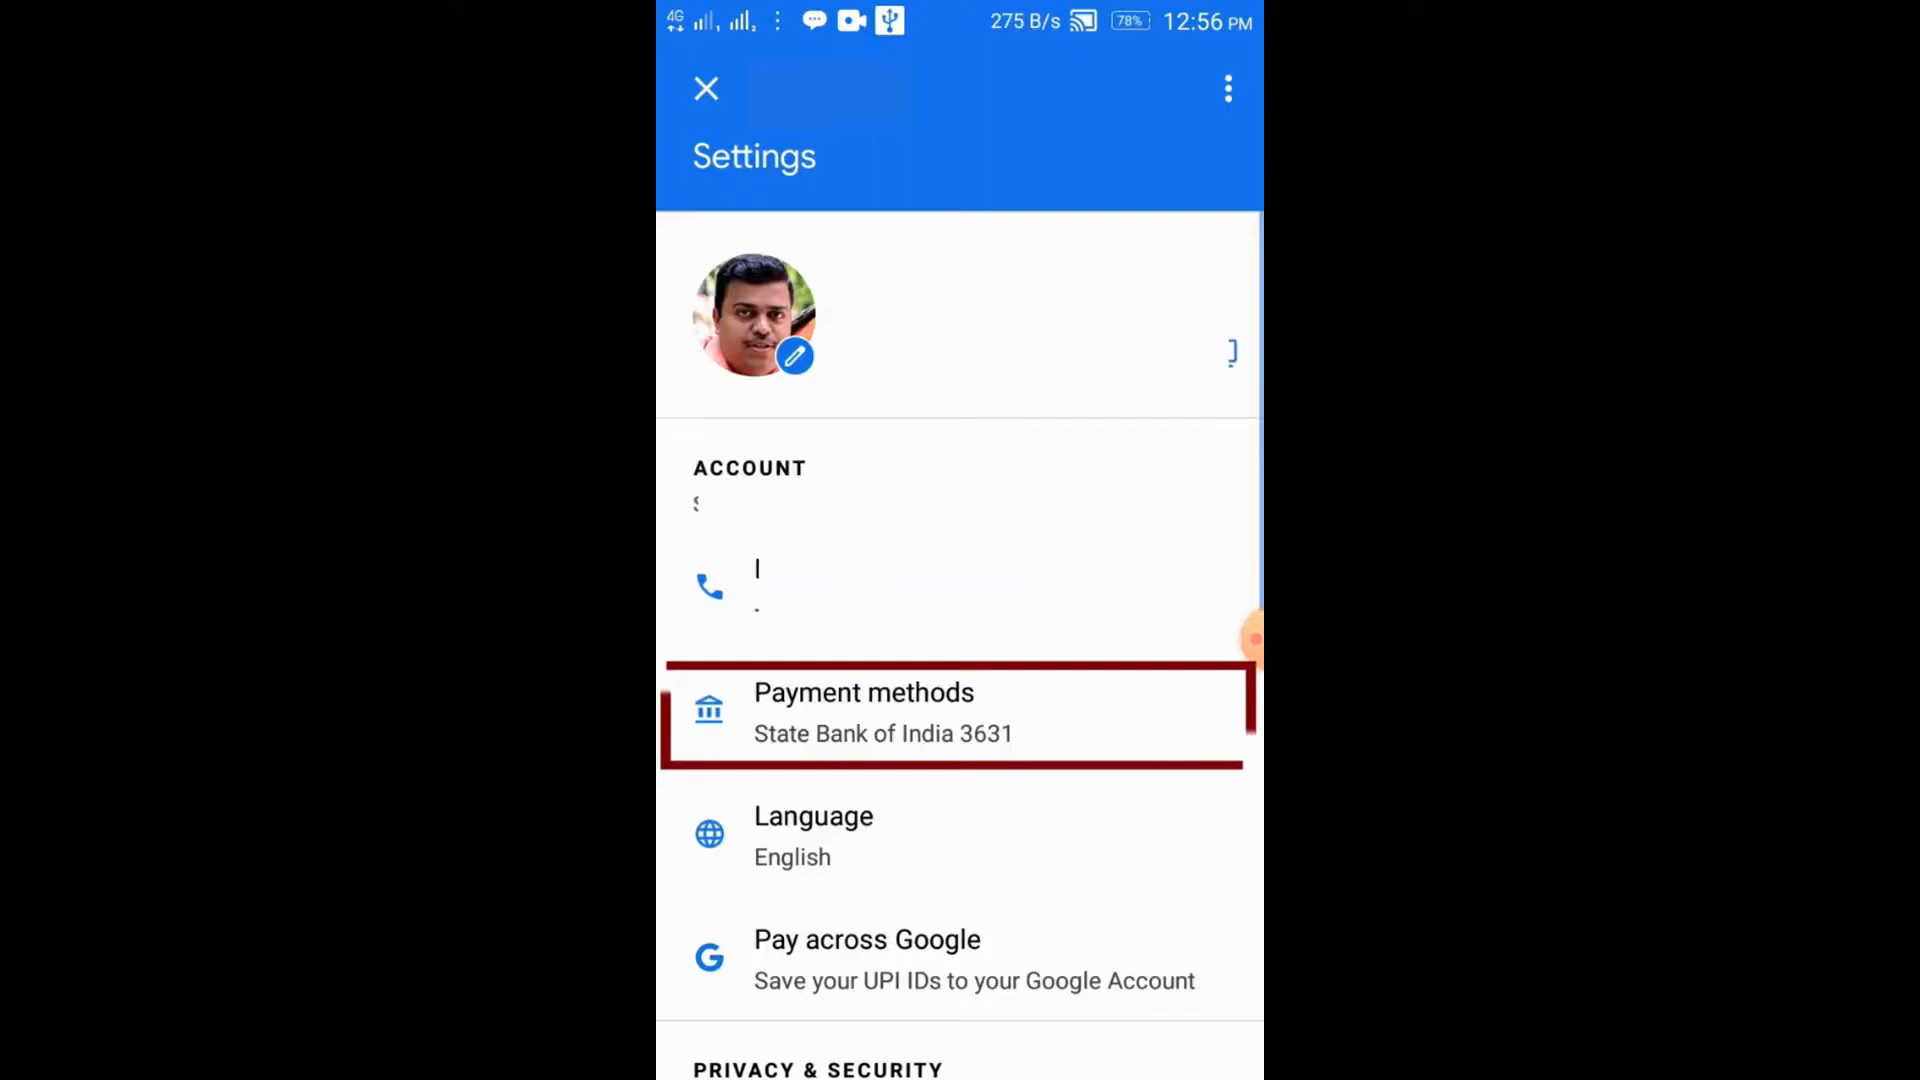 4G 275 B/s 78% 12:56 PM
Settings
ACCOUNT
Payment methods
State Bank of India 3631
Language
English
Pay across Google
Save your UPI IDs to your Google Account
PRIVACY & SECURITY